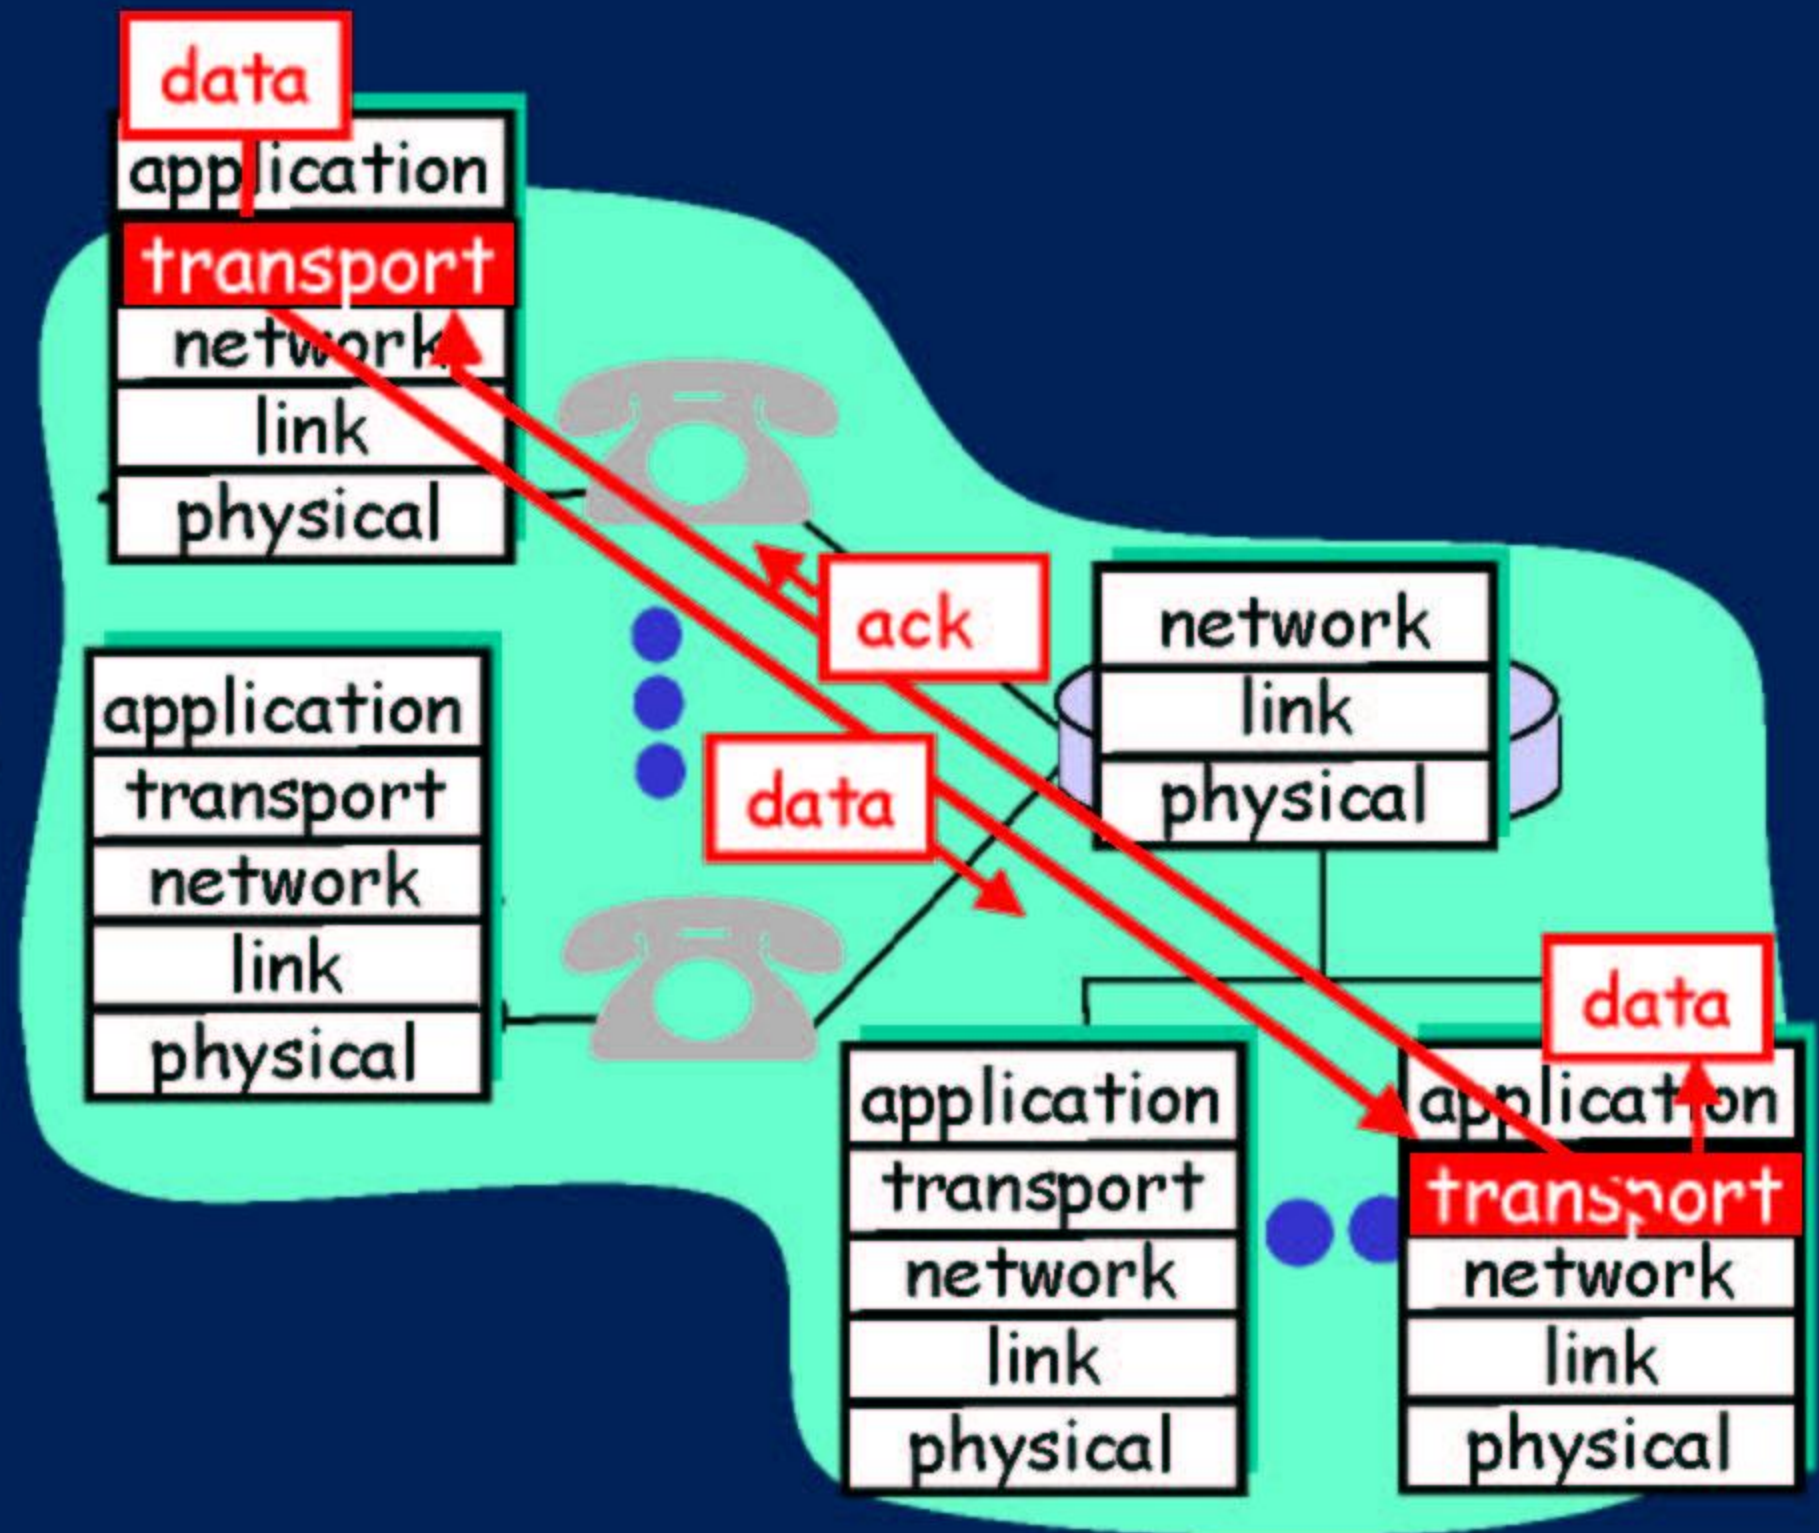 data
application
transport
network
link
physical
ack
network
link
physical
application
transport
network
link
physical
data
data
application
transport
network
link
physical
application
transport
network
link
physical